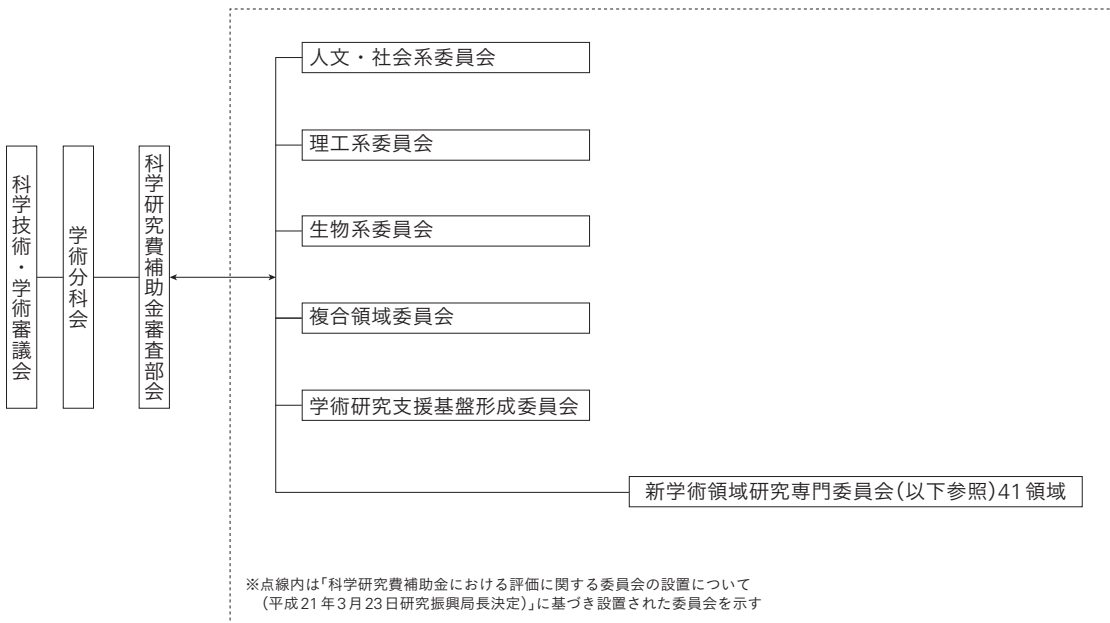 科学技術・学術審議会
学術分科会
科学研究費補助金審査部会
人文・社会系委員会
理工系委員会
生物系委員会
複合領域委員会
学術研究支援基盤形成委員会
新学術領域研究専門委員会(以下参照)41領域
※点線内は「科学研究費補助金における評価に関する委員会の設置について
(平成21年3月23日研究振興局長決定)」に基づき設置された委員会を示す